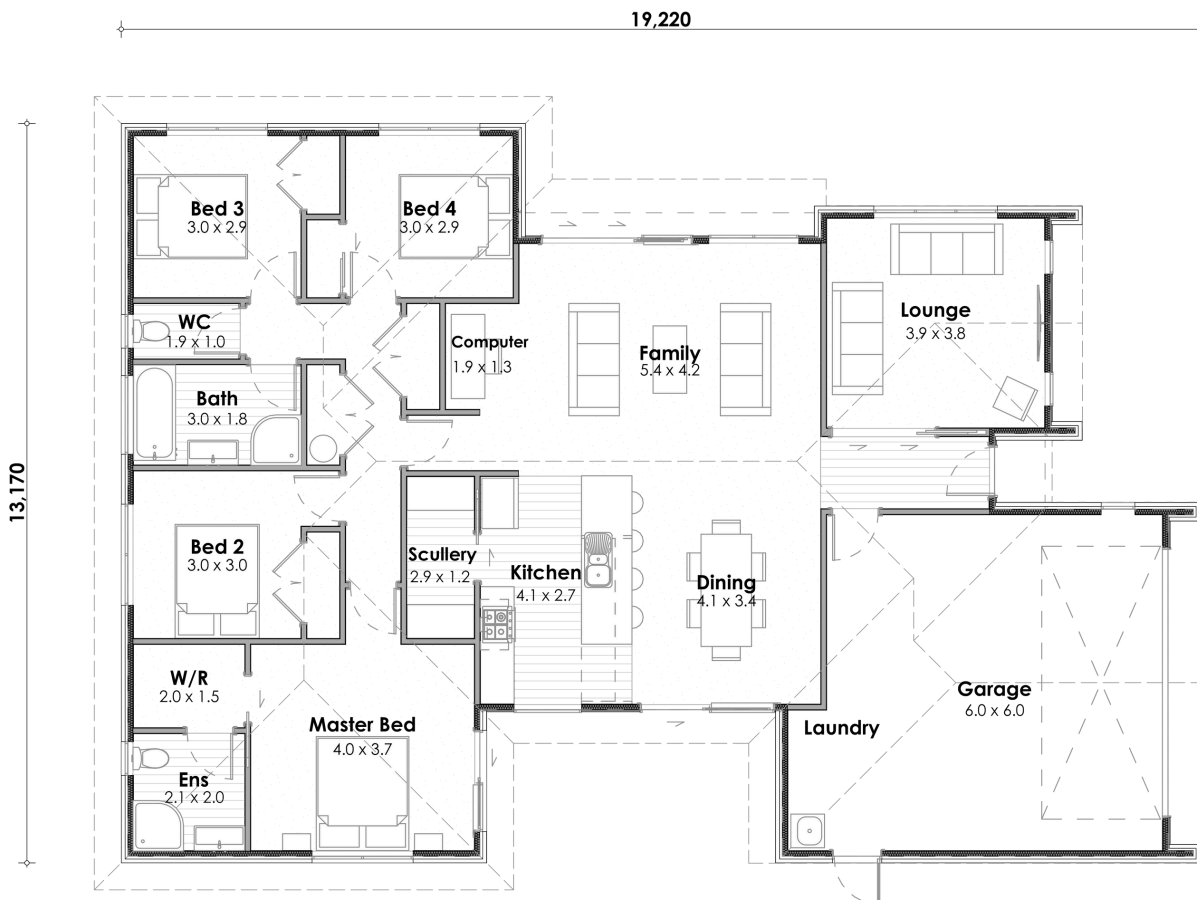 19,220
13,170
Bed 3
3.0 x 2.9
Bed 4
3.0 x 2.9
WC
1.9 x 1.0
Computer
1.9 x 1.3
Family
5.4 x 4.2
Lounge
3.9 x 3.8
Bath
3.0 x 1.8
Bed 2
3.0 x 3.0
Scullery
2.9 x 1.2
Kitchen
4.1 x 2.7
Dining
4.1 x 3.4
W/R
2.0 x 1.5
Master Bed
4.0 x 3.7
Ens
2.1 x 2.0
Laundry
Garage
6.0 x 6.0